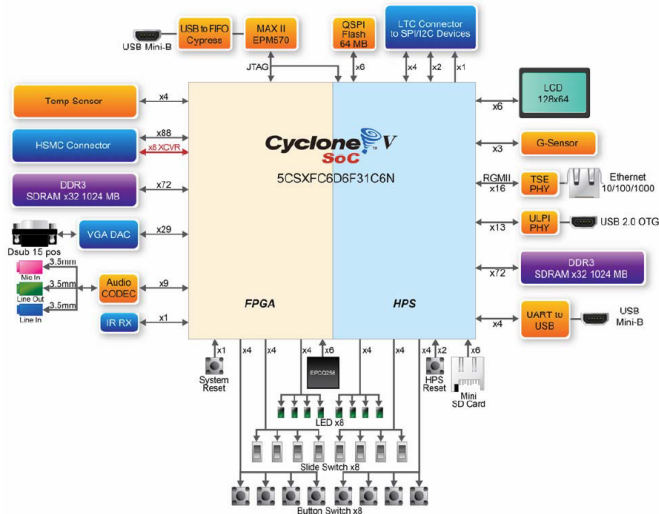 USB Mini-B
USB to FIFO
Cypress
MAX II
EPM570
QSPI
Flash
64 MB
LTC Connector
to SPI/I2C Devices
JTAG
x6
x4
x2
x1
Temp Sensor
x4
HSMC Connector
x88
x8 XCVR
DDR3
SDRAM x32 1024 MB
x72
Dsub 15 pos
VGA DAC
x29
Mic In
3.5mm
Line Out
3.5mm
Line In
3.5mm
Audio
CODEC
x9
IR RX
x1
Cyclone V
SoC
5CSXFC6D6F31C6N
FPGA
HPS
x6
LCD
128x64
x3
G-Sensor
RGMII
x16
TSE
PHY
Ethernet
10/100/1000
x13
ULPI
PHY
USB 2.0 OTG
x72
DDR3
SDRAM x32 1024 MB
x4
UART to
USB
USB
Mini-B
x1
x4
x4
x4
x6
x4
x4
x4
x2
x6
System
Reset
EPCQ256
HPS
Reset
Mini
SD Card
LED x8
Slide Switch x8
Button Switch x8